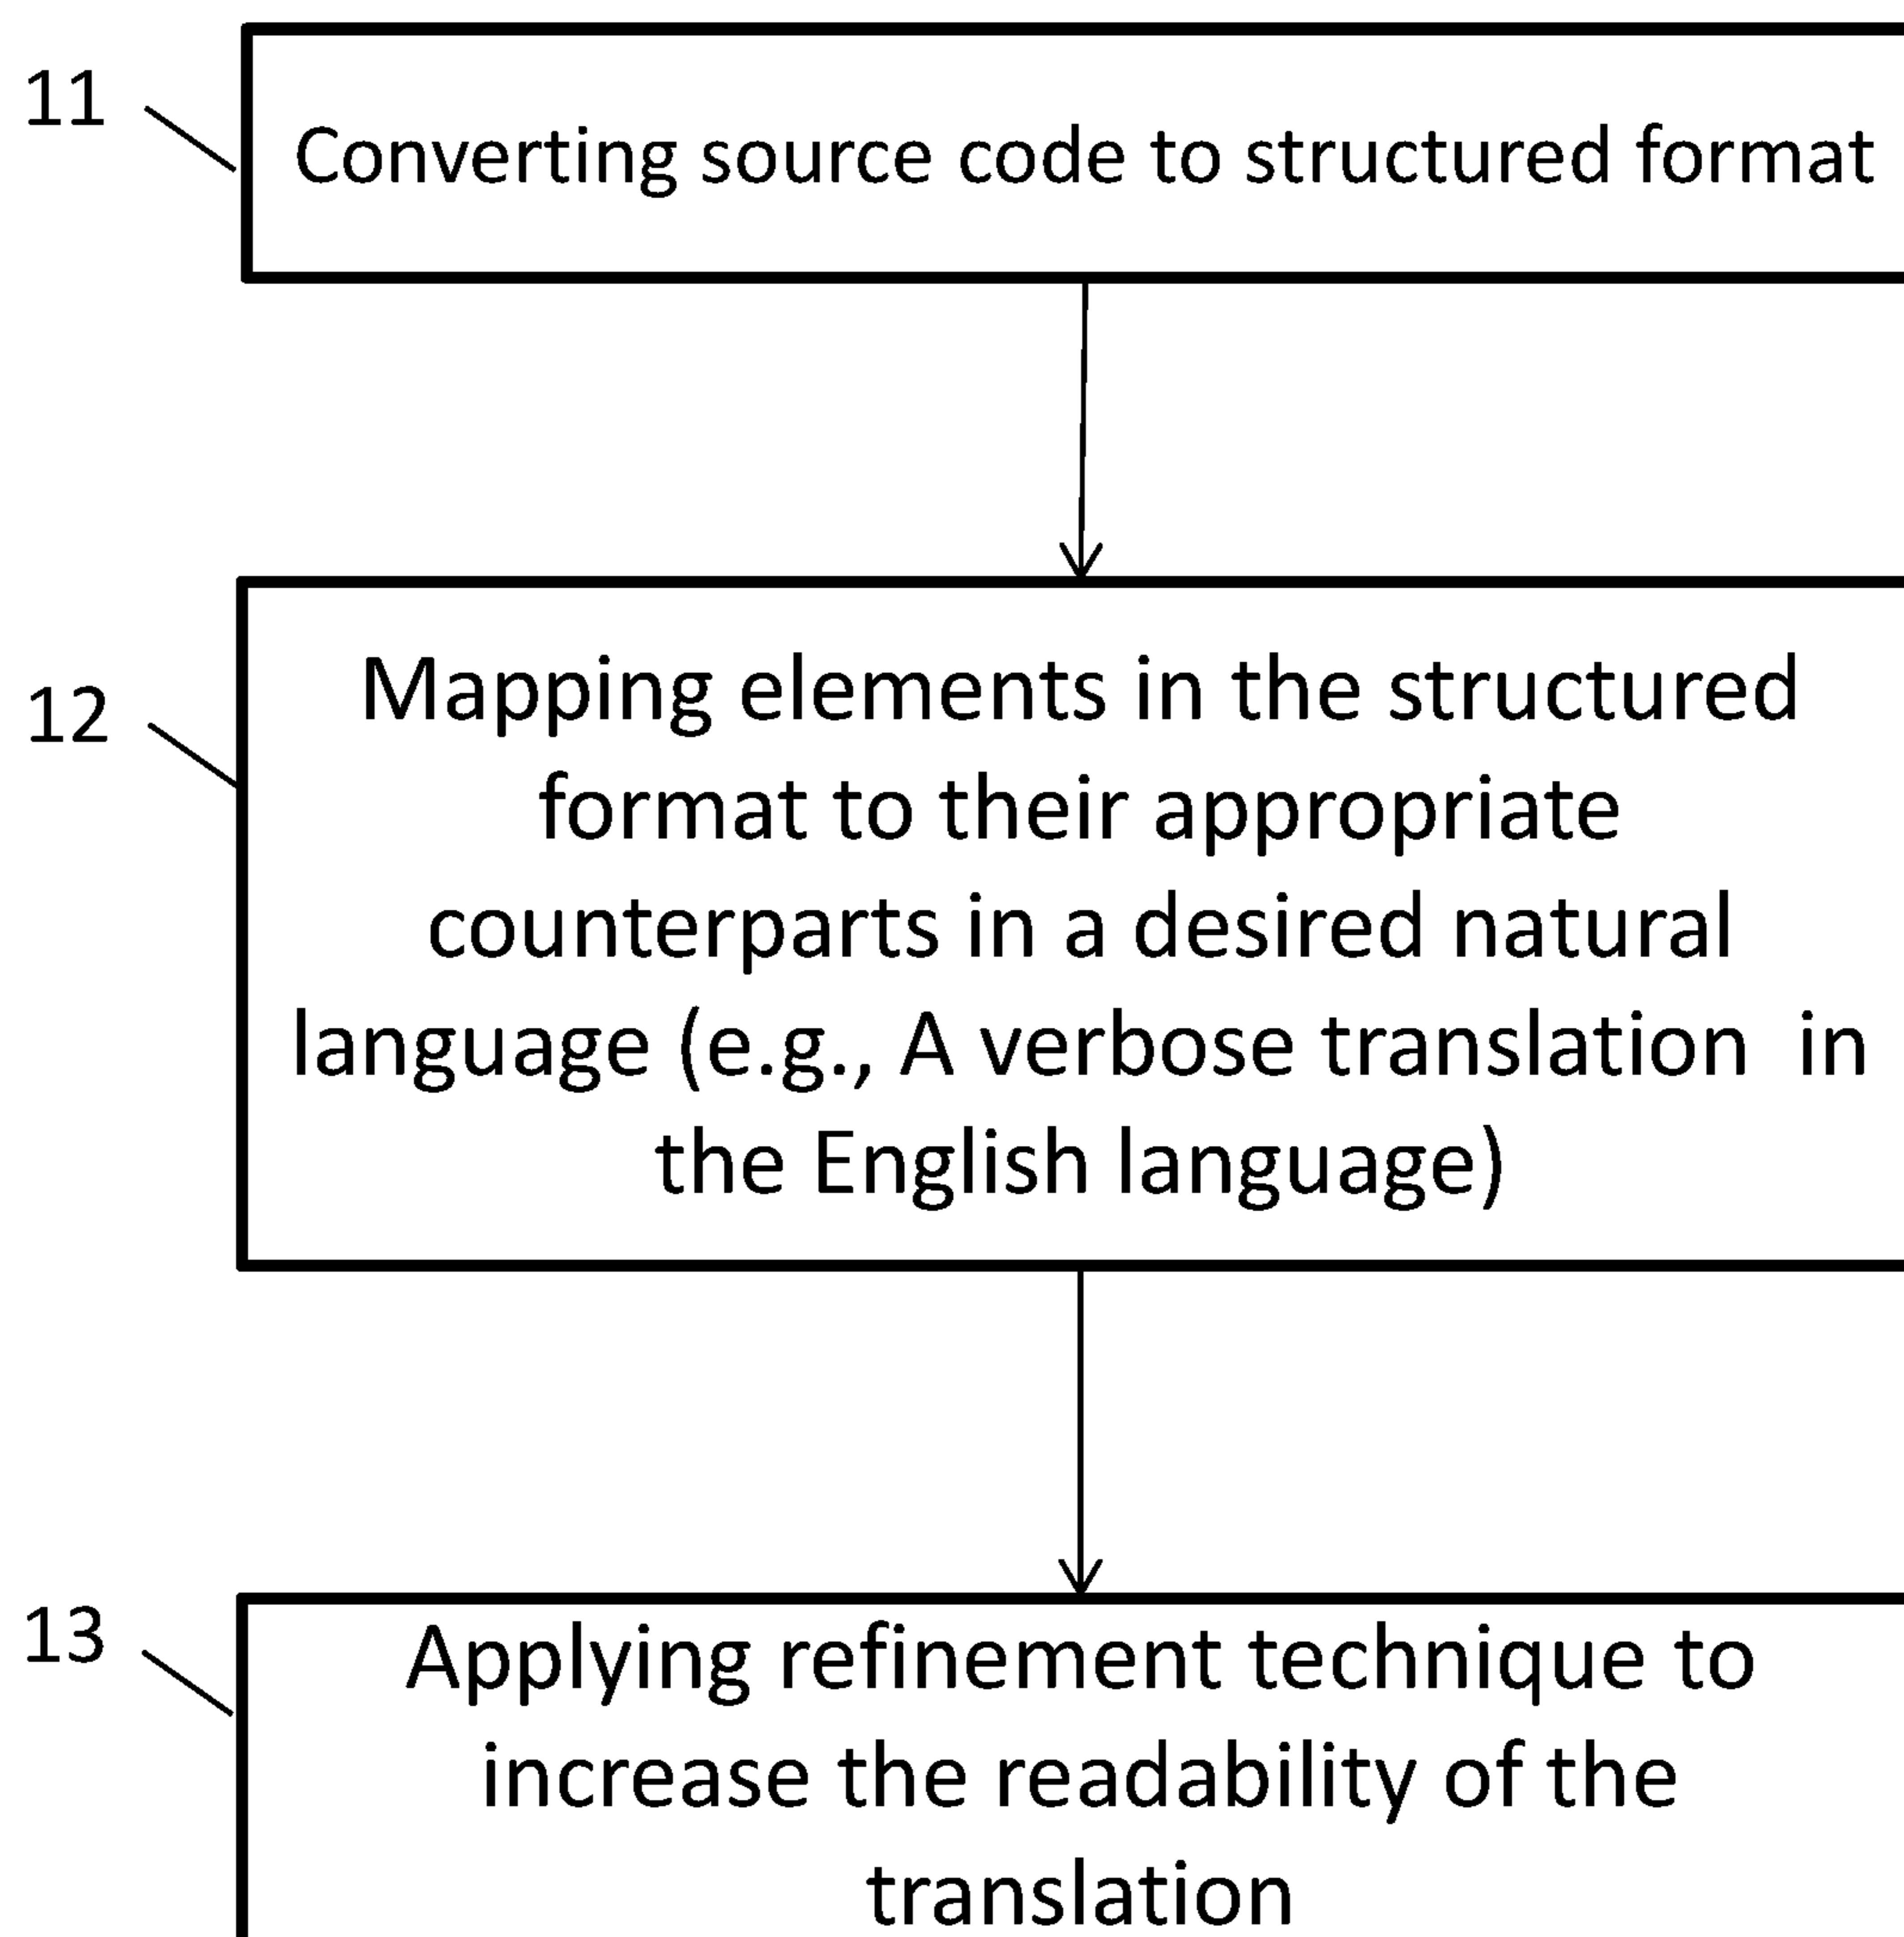 11
Converting source code to structured format
12
Mapping elements in the structured
format to their appropriate
counterparts in a desired natural
language (e.g., A verbose translation in
the English language)
13
Applying refinement technique to
increase the readability of the
translation